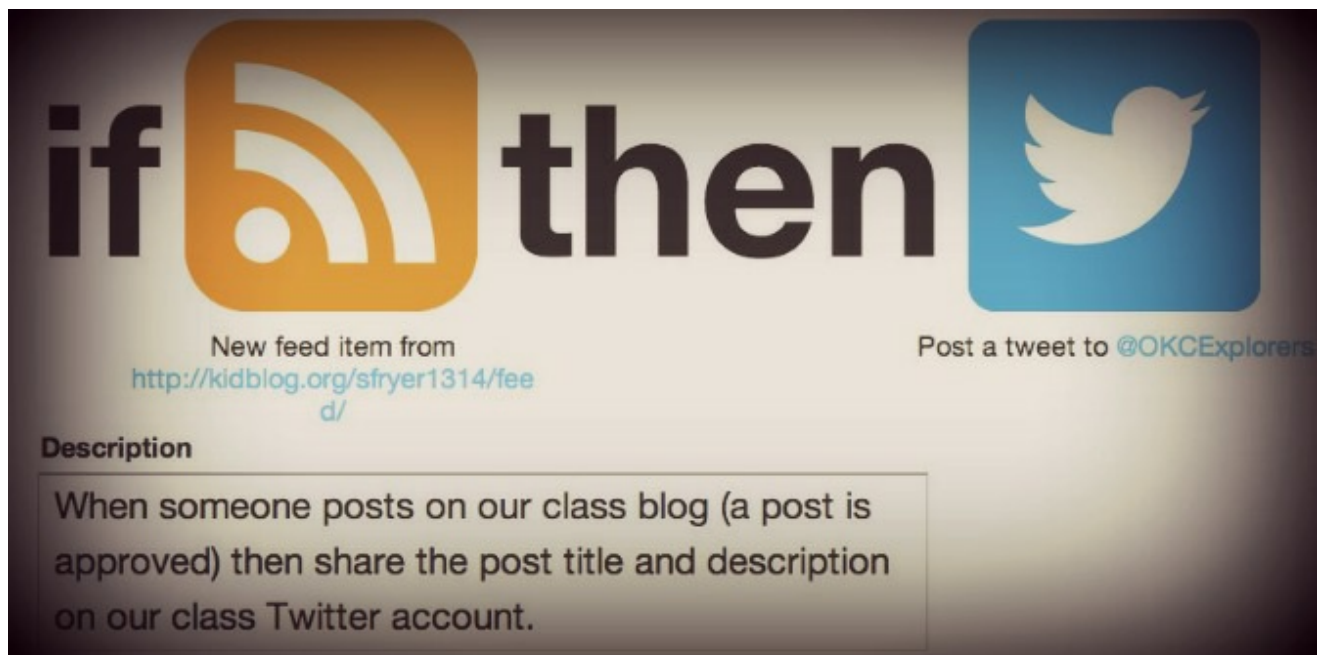 if then
New feed item from
http://kidblog.org/sfryer1314/fee
d/
Post a tweet to @OKCExplorers
Description
When someone posts on our class blog (a post is
approved) then share the post title and description
on our class Twitter account.